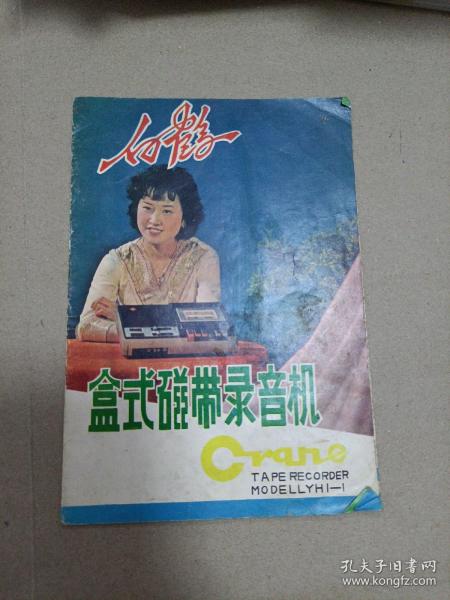 白鹤
盒式磁带录音机
Crane
TAPE RECORDER
MODELLYH1-1
孔夫子旧书网
www.kongfz.com